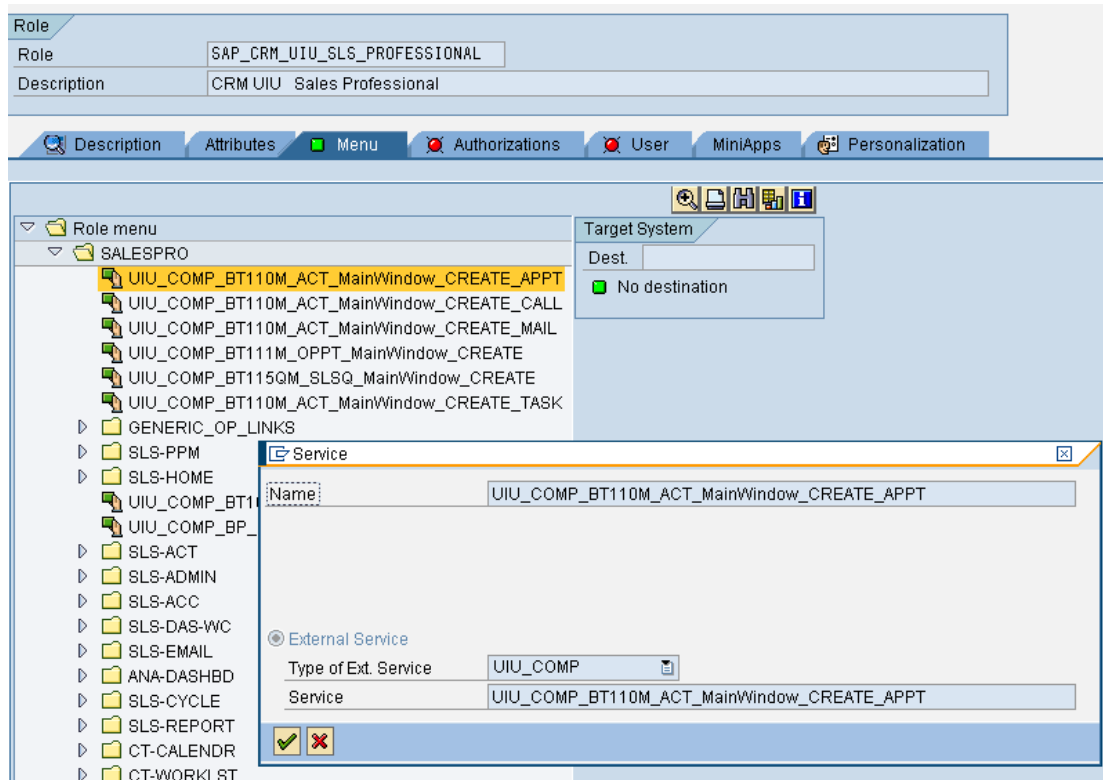 Role
Role SAP_CRM_UIU_SLS_PROFESSIONAL
Description CRM UIU Sales Professional
Description Attributes Menu Authorizations User MiniApps Personalization
Role menu
Target System
SALESPRO
Dest.
UIU_COMP_BT110M_ACT_MainWindow_CREATE_APPT
No destination
UIU_COMP_BT110M_ACT_MainWindow_CREATE_CALL
UIU_COMP_BT110M_ACT_MainWindow_CREATE_MAIL
UIU_COMP_BT111M_OPPT_MainWindow_CREATE
UIU_COMP_BT115QM_SLSQ_MainWindow_CREATE
UIU_COMP_BT110M_ACT_MainWindow_CREATE_TASK
GENERIC_OP_LINKS
SLS-PPM
SLS-HOME
UIU_COMP_BP_
SLS-ACT
SLS-ADMIN
SLS-ACC
SLS-DAS-WC
SLS-EMAIL
ANA-DASHBD
SLS-CYCLE
SLS-REPORT
CT-CALENDR
CT-WORKLST
Service
Name UIU_COMP_BT110M_ACT_MainWindow_CREATE_APPT
External Service
Type of Ext. Service UIU_COMP
Service UIU_COMP_BT110M_ACT_MainWindow_CREATE_APPT